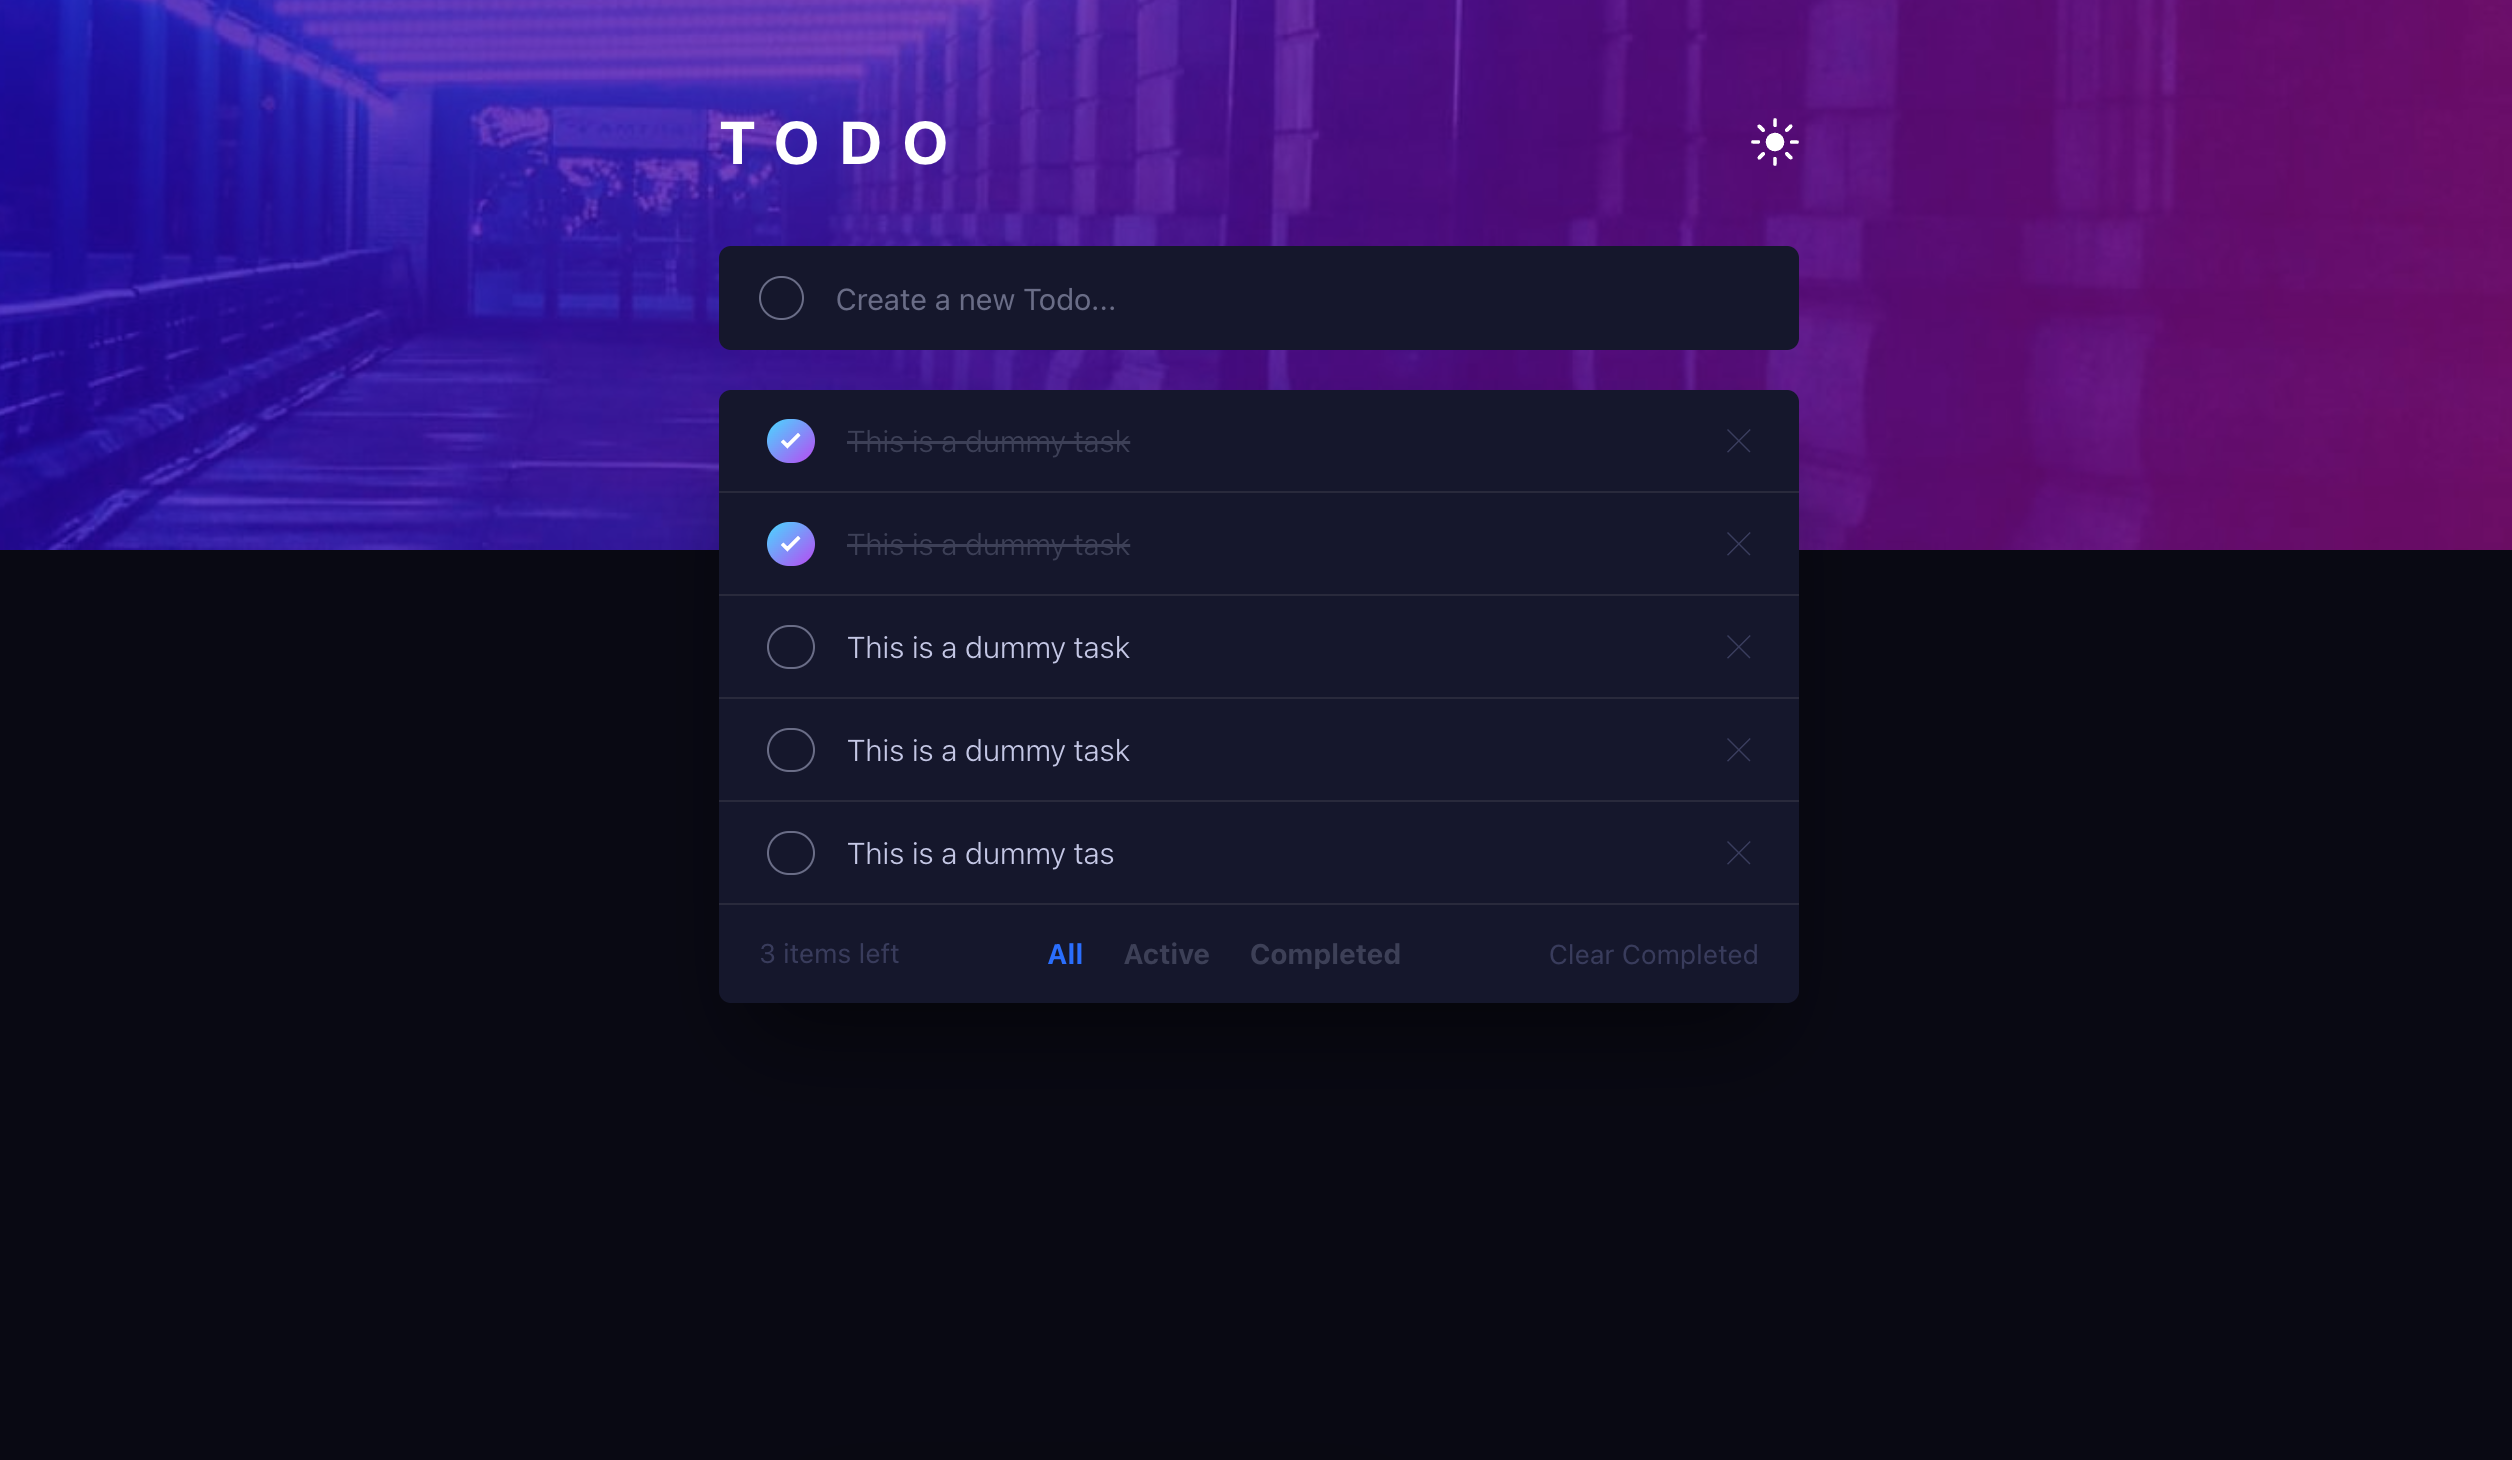 TODO
Create a new Todo...
This is a dummy task
This is a dummy task
This is a dummy task
This is a dummy task
This is a dummy tas
3 items left All Active Completed Clear Completed